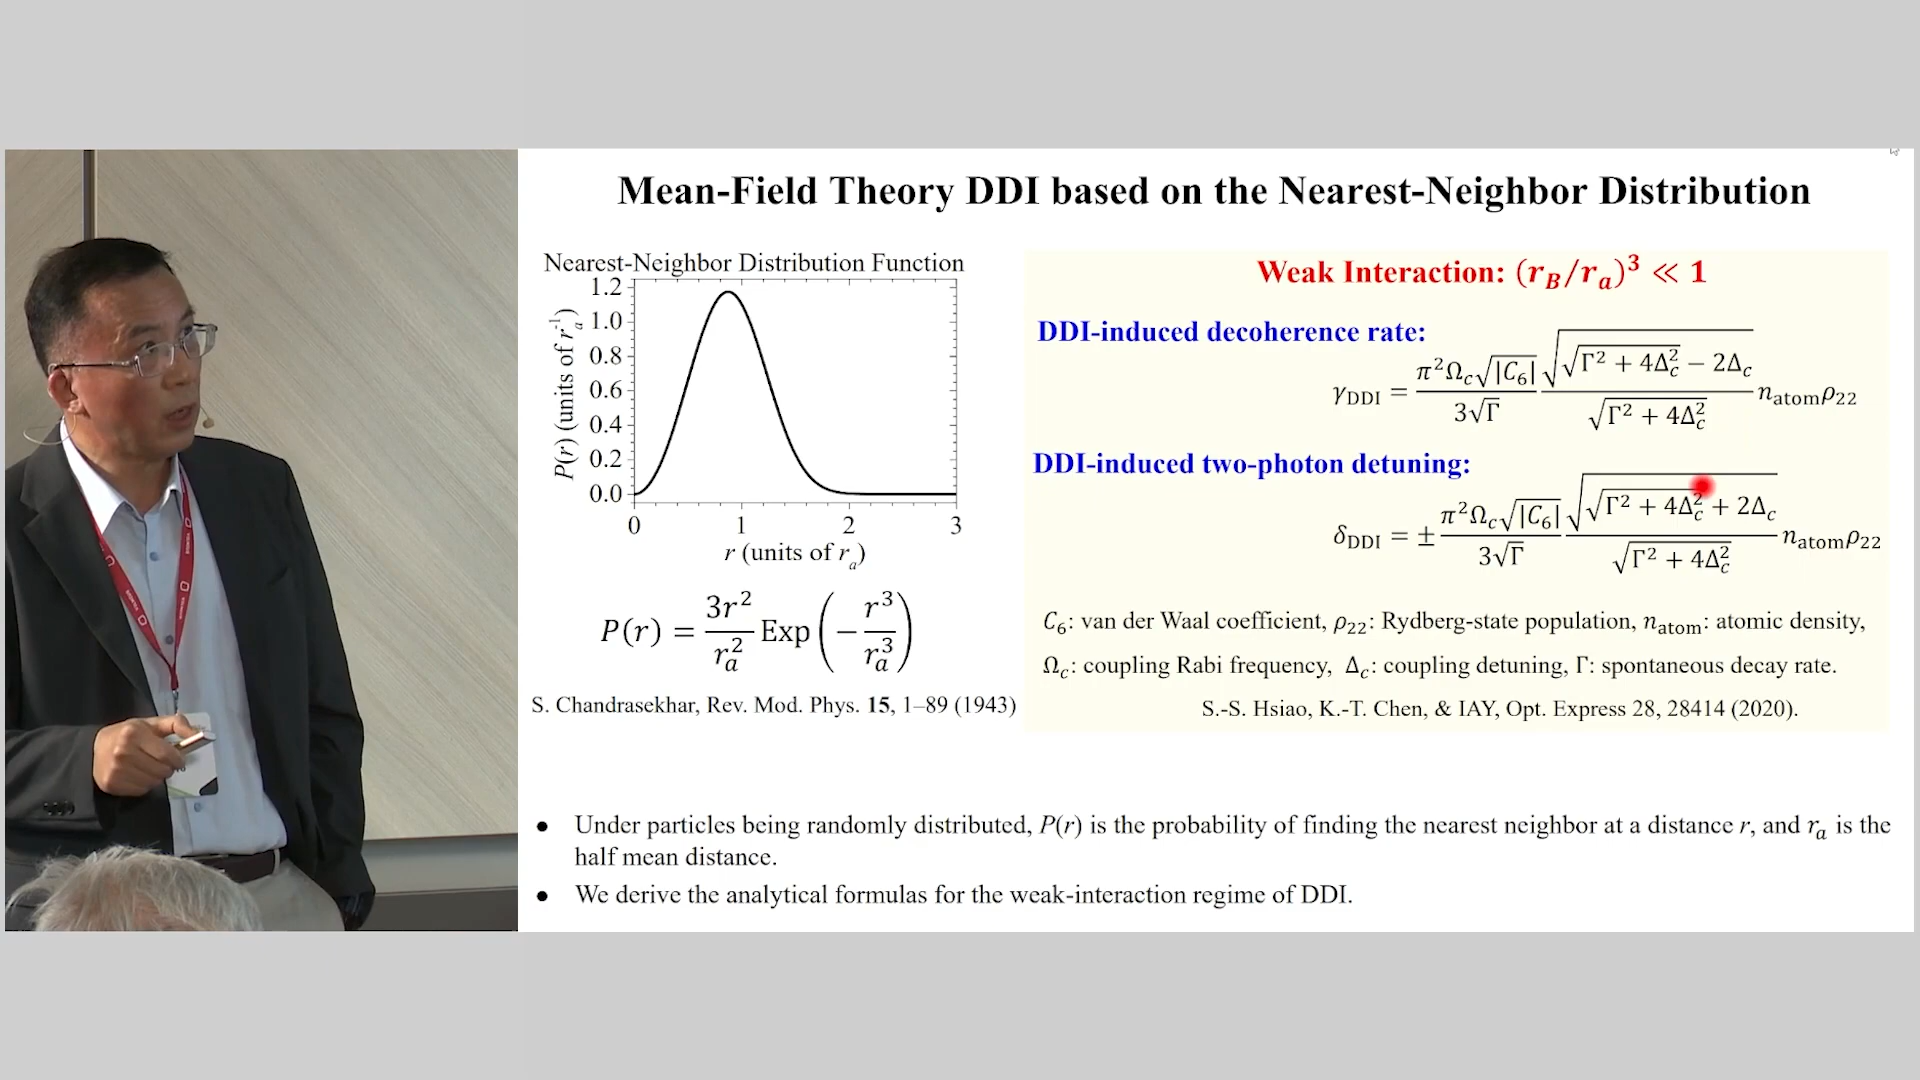 Mean-Field Theory DDI based on the Nearest-Neighbor Distribution
Nearest-Neighbor Distribution Function
P(r) (units of r_a^-1)
1.2
1.0
0.8
0.6
0.4
0.2
0.0
0 1 2 3
r (units of r_a)
P(r) = 3r²/r_a² Exp(−r³/r_a³)
S. Chandrasekhar, Rev. Mod. Phys. 15, 1–89 (1943)
Weak Interaction: (r_B/r_a)³ ≪ 1
DDI-induced decoherence rate:
γ_DDI = π²Ω_c√|C₆| / 3√Γ √(√(Γ² + 4Δ_c²) − 2Δ_c) / √(Γ² + 4Δ_c²) n_atom ρ₂₂
DDI-induced two-photon detuning:
δ_DDI = ± π²Ω_c√|C₆| / 3√Γ √(√(Γ² + 4Δ_c²) + 2Δ_c) / √(Γ² + 4Δ_c²) n_atom ρ₂₂
C₆: van der Waal coefficient, ρ₂₂: Rydberg-state population, n_atom: atomic density,
Ω_c: coupling Rabi frequency, Δ_c: coupling detuning, Γ: spontaneous decay rate.
S.-S. Hsiao, K.-T. Chen, & IAY, Opt. Express 28, 28414 (2020).
● Under particles being randomly distributed, P(r) is the probability of finding the nearest neighbor at a distance r, and r_a is the
half mean distance.
● We derive the analytical formulas for the weak-interaction regime of DDI.